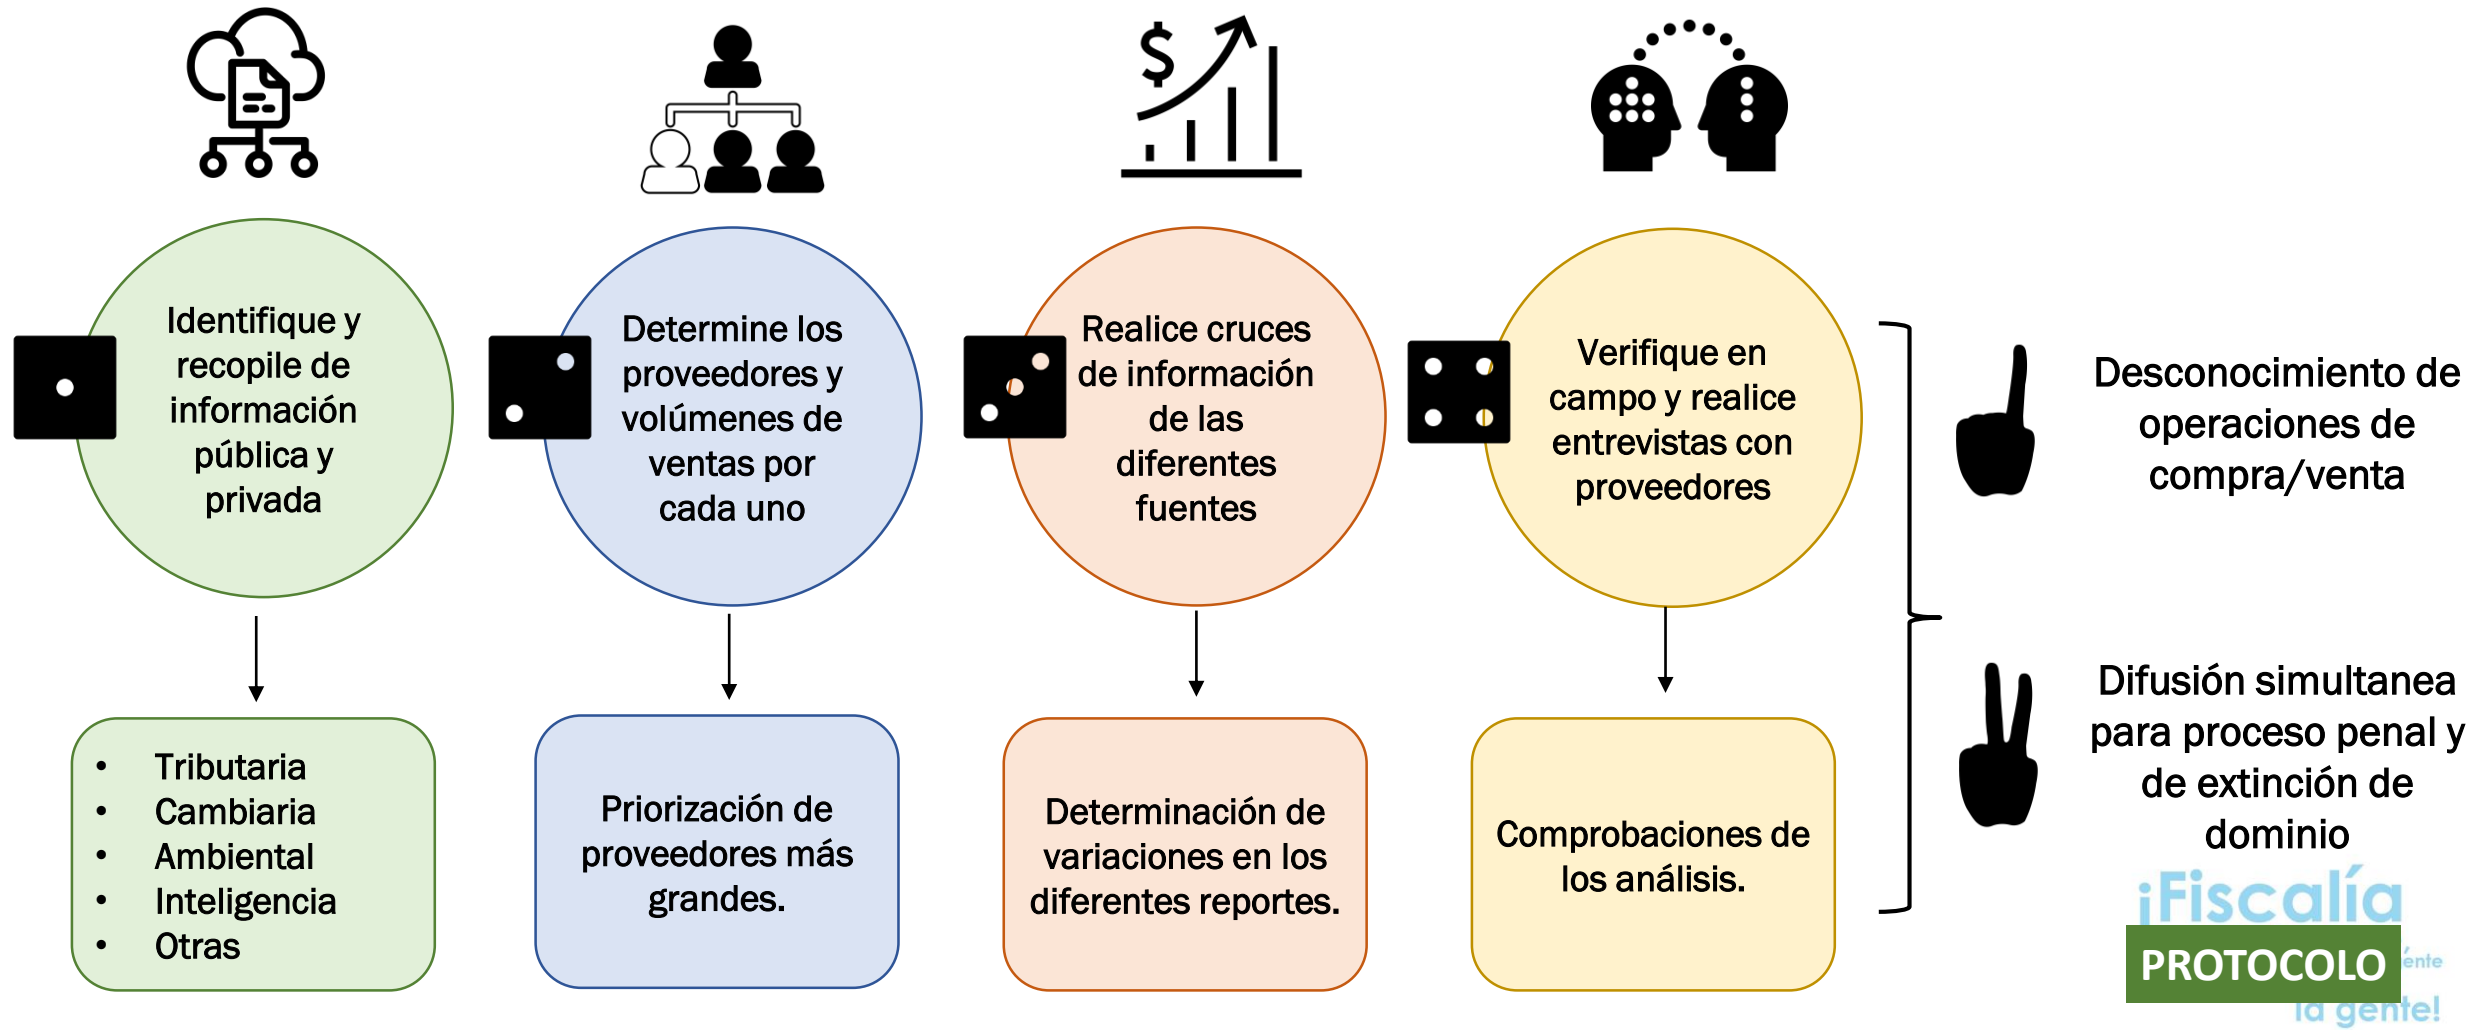 Identifique y
recopile de
información
pública y
privada
Determine los
proveedores y
volúmenes de
ventas por
cada uno
Realice cruces
de información
de las
diferentes
fuentes
Verifique en
campo y realice
entrevistas con
proveedores
• Tributaria
• Cambiaria
• Ambiental
• Inteligencia
• Otras
Priorización de
proveedores más
grandes.
Determinación de
variaciones en los
diferentes reportes.
Comprobaciones de
los análisis.
Desconocimiento de
operaciones de
compra/venta
Difusión simultanea
para proceso penal y
de extinción de
dominio
¡Fiscalía
PROTOCOLO
la gente!